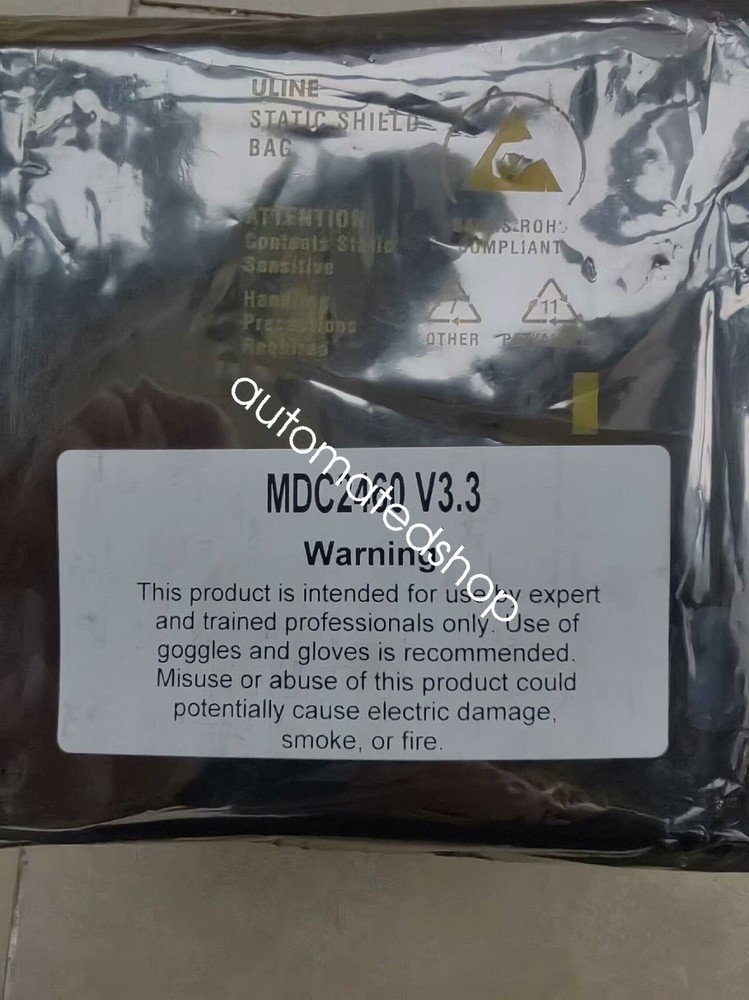 ULINE
STATIC SHIELD
BAG
ATTENTION
Contents Static
Sensitive
Handling
Precautions
Required
ROHS
COMPLIANT
7
11
OTHER
automatedshop
MDC2460 V3.3
Warning
This product is intended for use by expert
and trained professionals only. Use of
goggles and gloves is recommended.
Misuse or abuse of this product could
potentially cause electric damage,
smoke, or fire.